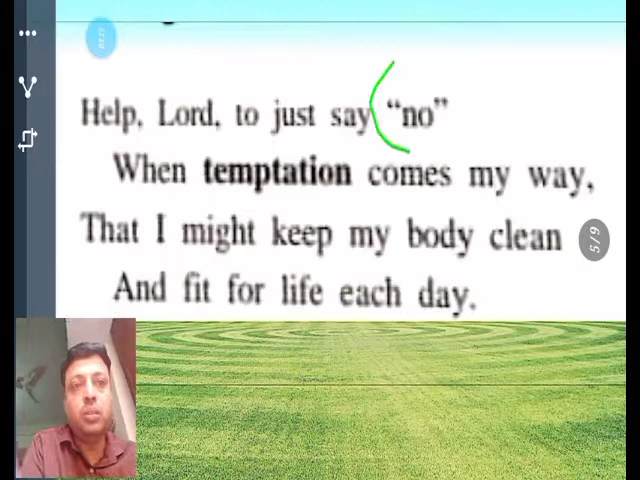 Help, Lord, to just say “no”
When temptation comes my way,
That I might keep my body clean
And fit for life each day.
5/9